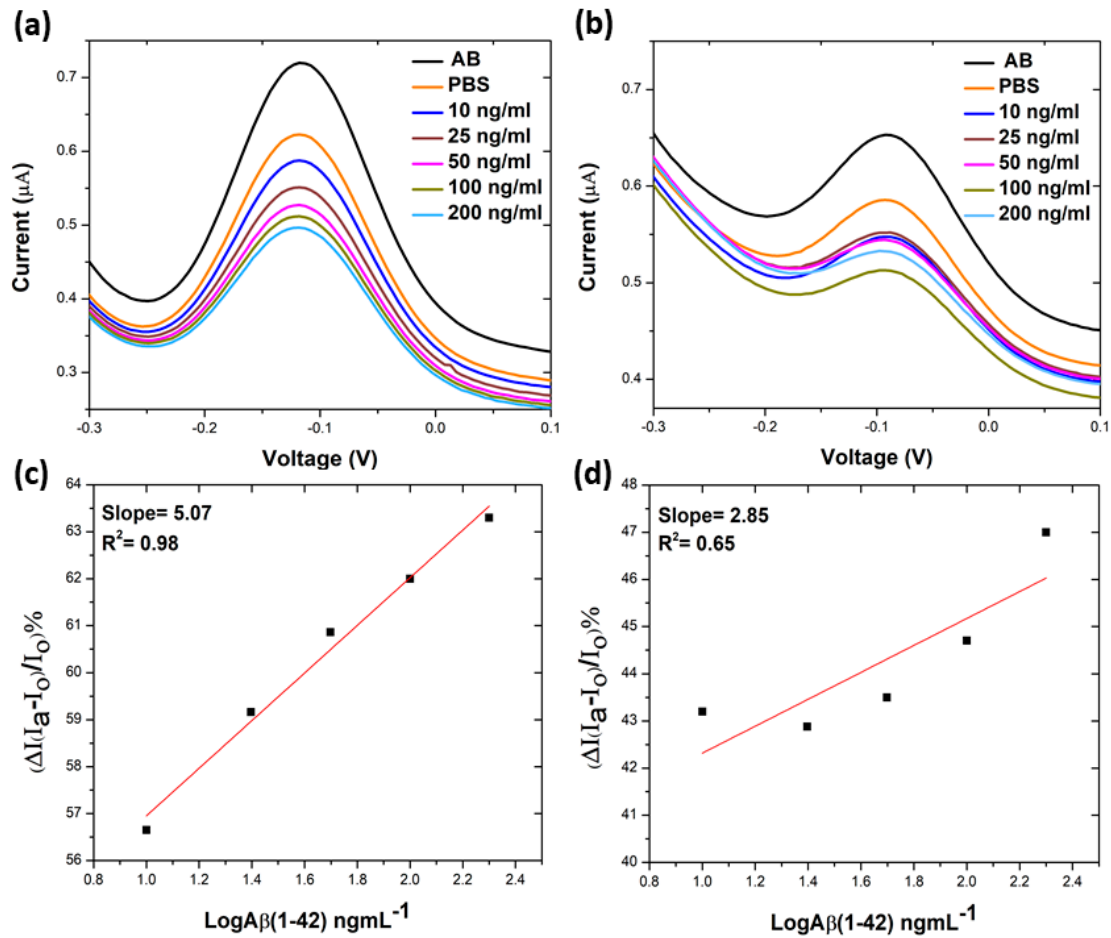 (a)
AB
PBS
10 ng/ml
25 ng/ml
50 ng/ml
100 ng/ml
200 ng/ml
0.7
0.6
0.5
0.4
0.3
Current (μA)
-0.3 -0.2 -0.1 0.0 0.1
Voltage (V)
(b)
AB
PBS
10 ng/ml
25 ng/ml
50 ng/ml
100 ng/ml
200 ng/ml
0.7
0.6
0.5
0.4
Current (μA)
-0.3 -0.2 -0.1 0.0 0.1
Voltage (V)
(c)
Slope= 5.07
R²= 0.98
64
63
62
61
60
59
58
57
56
(ΔI(Ia-Io)/Io)%
0.8 1.0 1.2 1.4 1.6 1.8 2.0 2.2 2.4
LogAβ(1-42) ngmL⁻¹
(d)
Slope= 2.85
R²= 0.65
48
47
46
45
44
43
42
41
40
(ΔI(Ia-Io)/Io)%
0.8 1.0 1.2 1.4 1.6 1.8 2.0 2.2 2.4
LogAβ(1-42) ngmL⁻¹